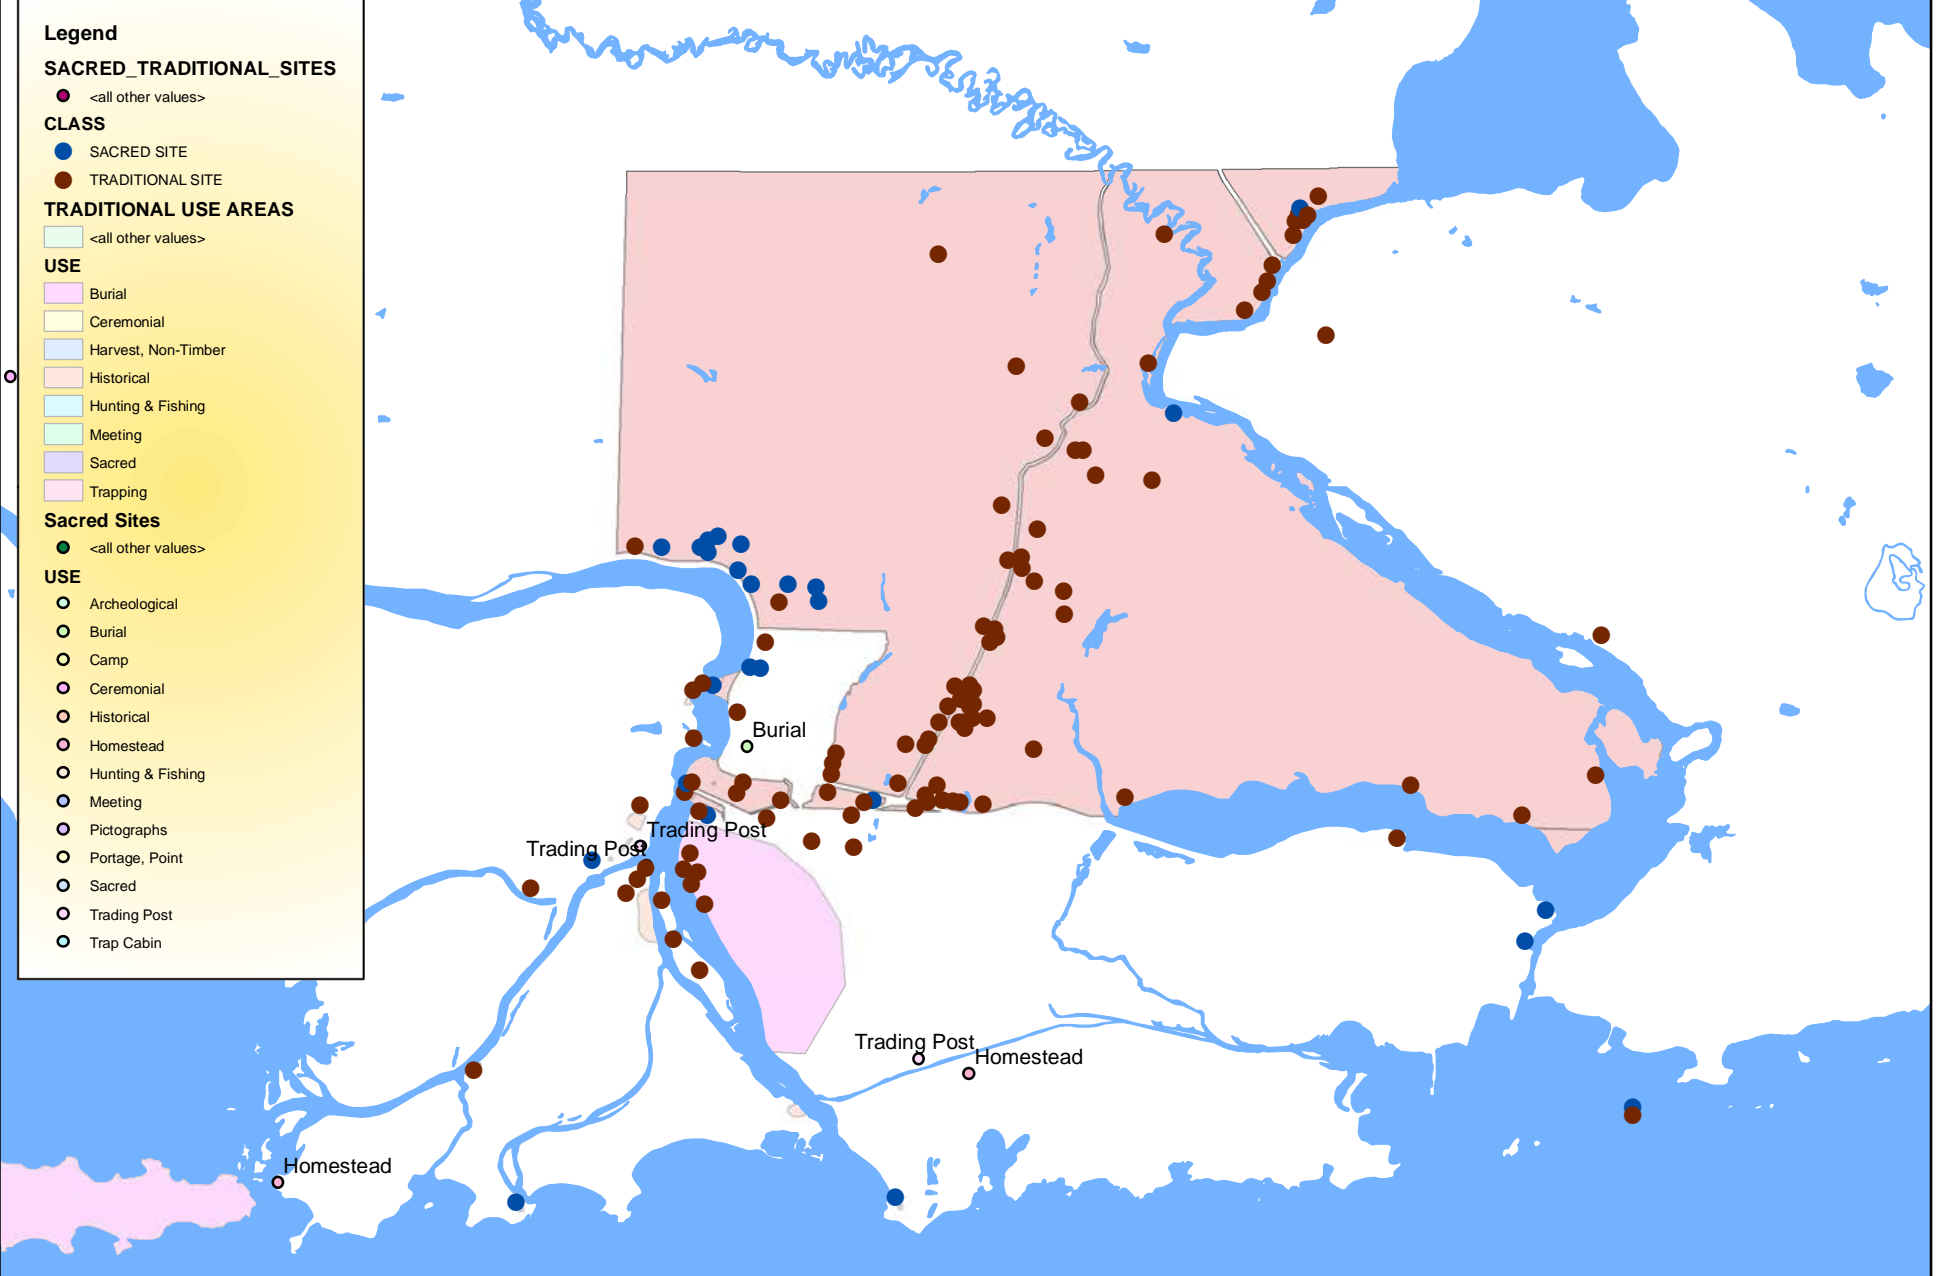 Legend
SACRED_TRADITIONAL_SITES
<all other values>
CLASS
SACRED SITE
TRADITIONAL SITE
TRADITIONAL USE AREAS
<all other values>
USE
Burial
Ceremonial
Harvest, Non-Timber
Historical
Hunting & Fishing
Meeting
Sacred
Trapping
Sacred Sites
<all other values>
USE
Archeological
Burial
Camp
Ceremonial
Historical
Homestead
Hunting & Fishing
Meeting
Pictographs
Portage, Point
Sacred
Trading Post
Trap Cabin
Burial
Trading Post
Trading Post
Trading Post
Homestead
Homestead